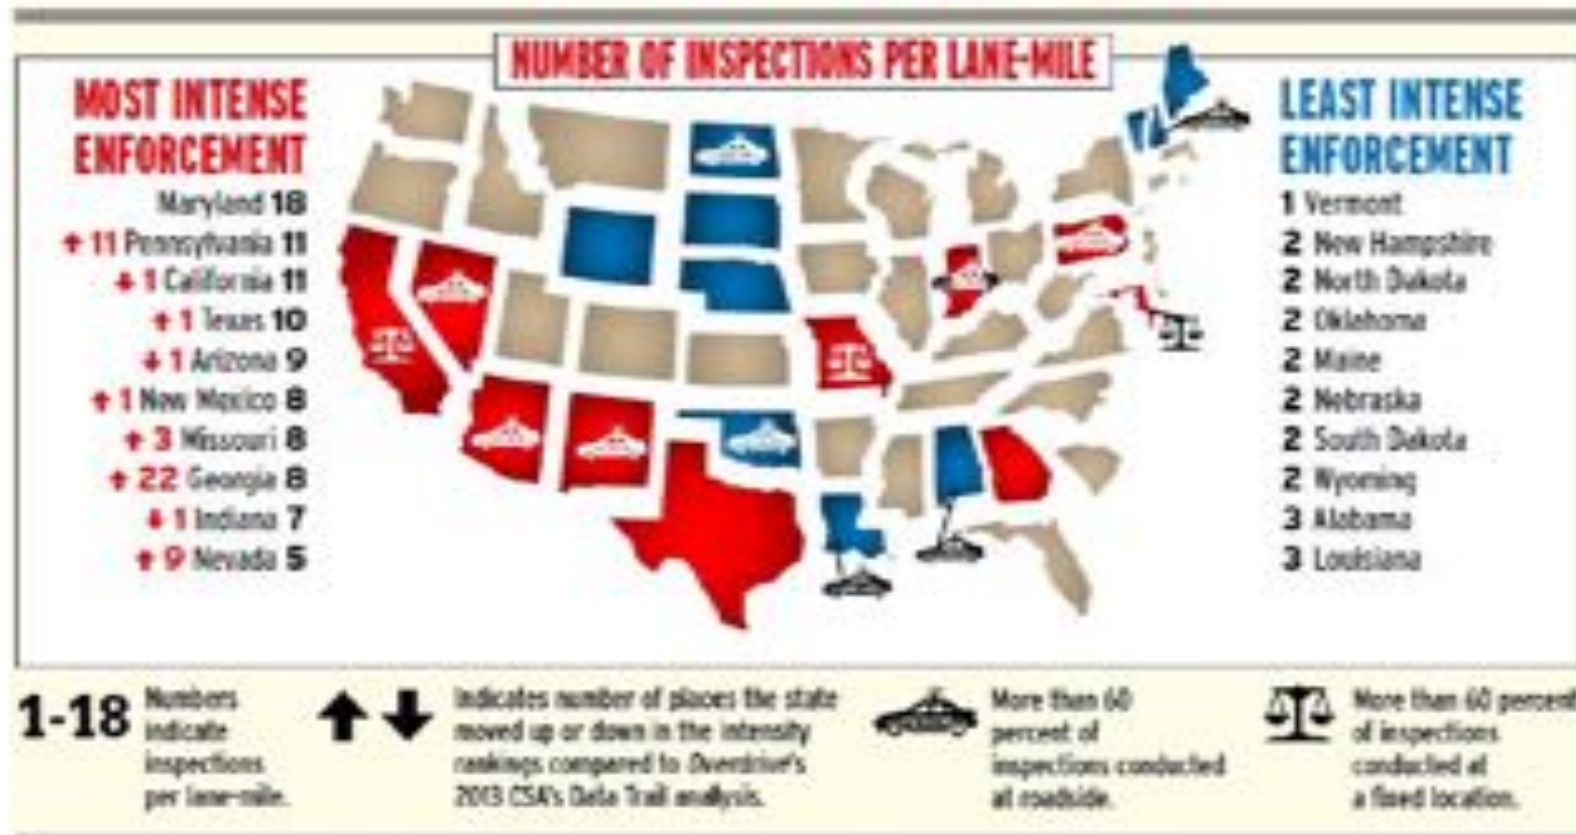 NUMBER OF INSPECTIONS PER LANE-MILE
MOST INTENSE
ENFORCEMENT
Maryland 18
↑ 11 Pennsylvania 11
↓ 1 California 11
↑ 1 Texas 10
↓ 1 Arizona 9
↑ 1 New Mexico 8
↑ 3 Missouri 8
↑ 22 Georgia 8
↓ 1 Indiana 7
↑ 9 Nevada 5
LEAST INTENSE
ENFORCEMENT
1 Vermont
2 New Hampshire
2 North Dakota
2 Oklahoma
2 Maine
2 Nebraska
2 South Dakota
2 Wyoming
3 Alabama
3 Louisiana
1-18
Numbers
indicate
inspections
per lane-mile.
Indicates number of places the state
moved up or down in the intensity
rankings compared to Overdrive's
2013 CSA's Data Trail analysis.
More than 60
percent of
inspections conducted
at roadside.
More than 60 percent
of inspections
conducted at
a fixed location.